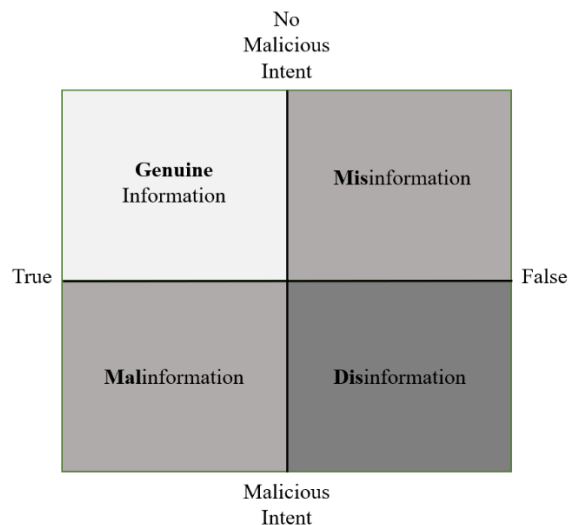 No
Malicious
Intent
Genuine
Information
Misinformation
True
False
Malinformation
Disinformation
Malicious
Intent